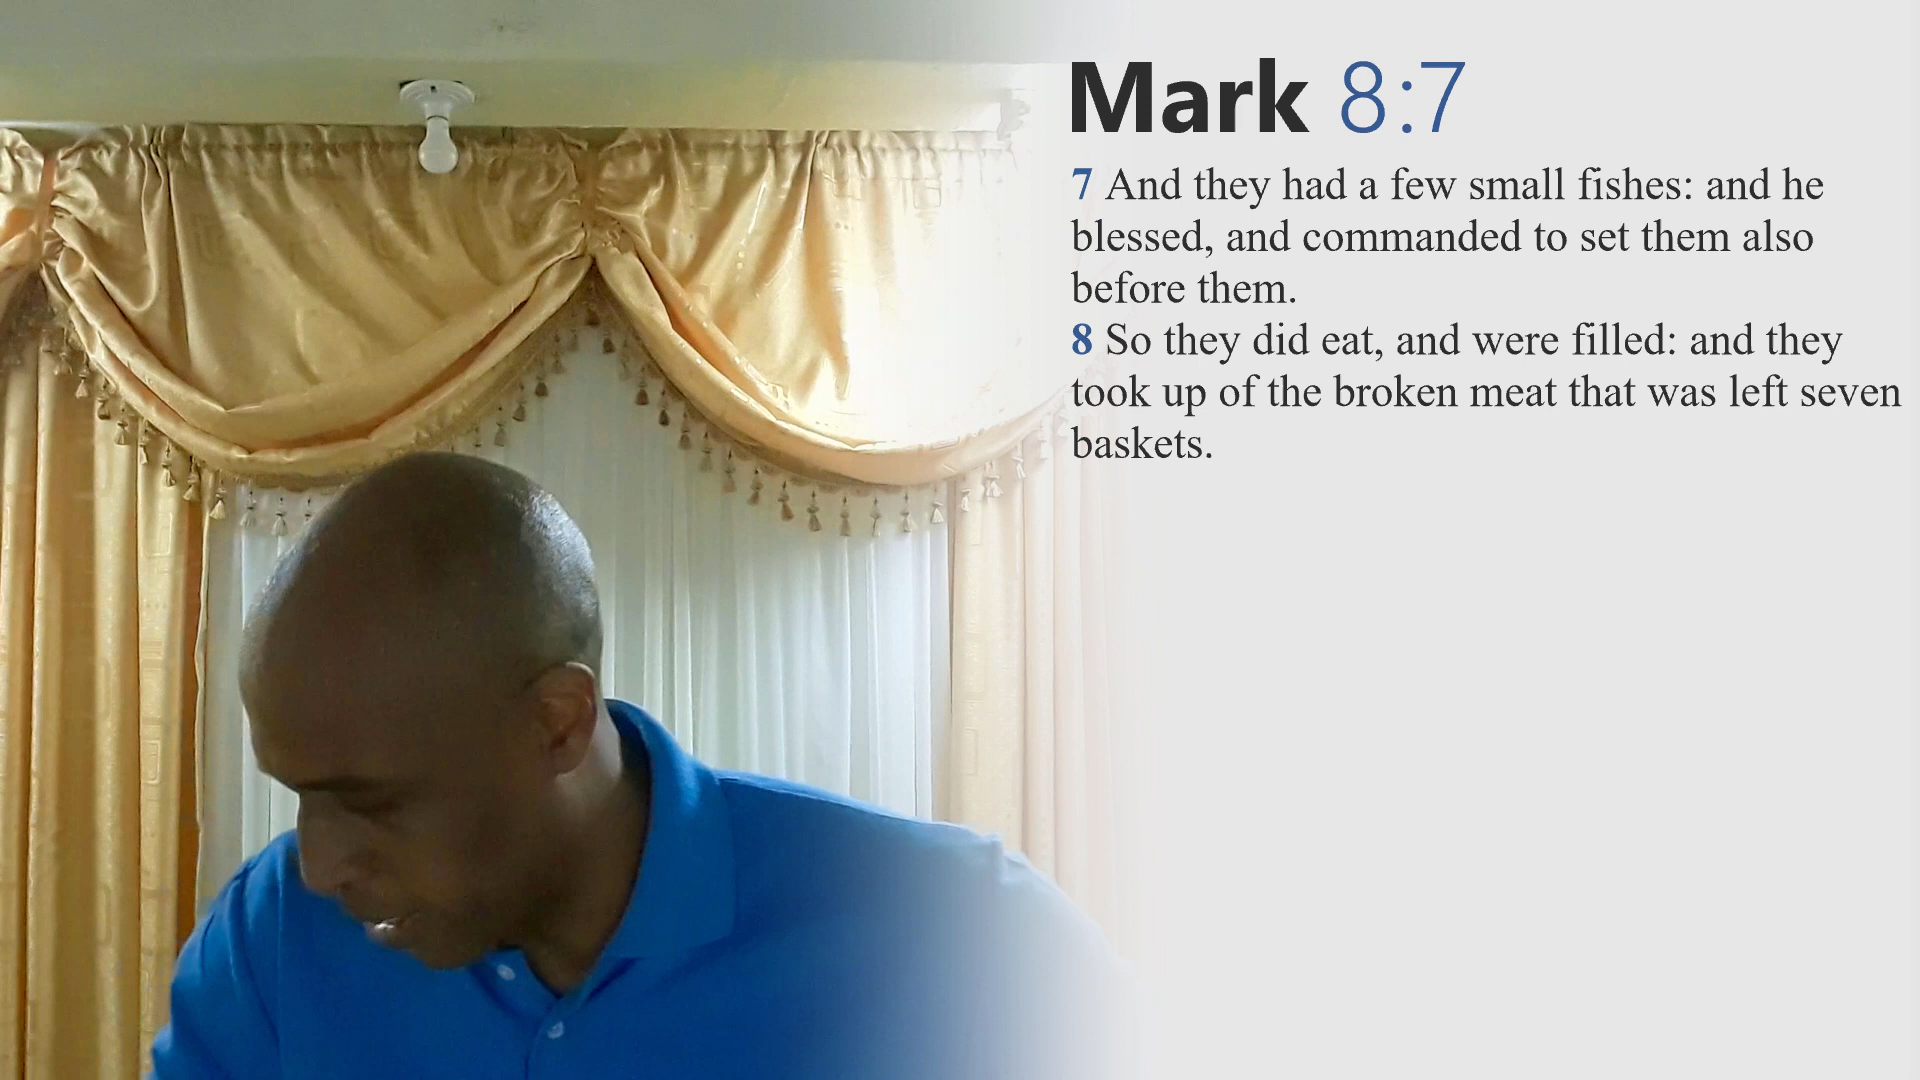 Mark 8:7
7 And they had a few small fishes: and he
blessed, and commanded to set them also
before them.
8 So they did eat, and were filled: and they
took up of the broken meat that was left seven
baskets.